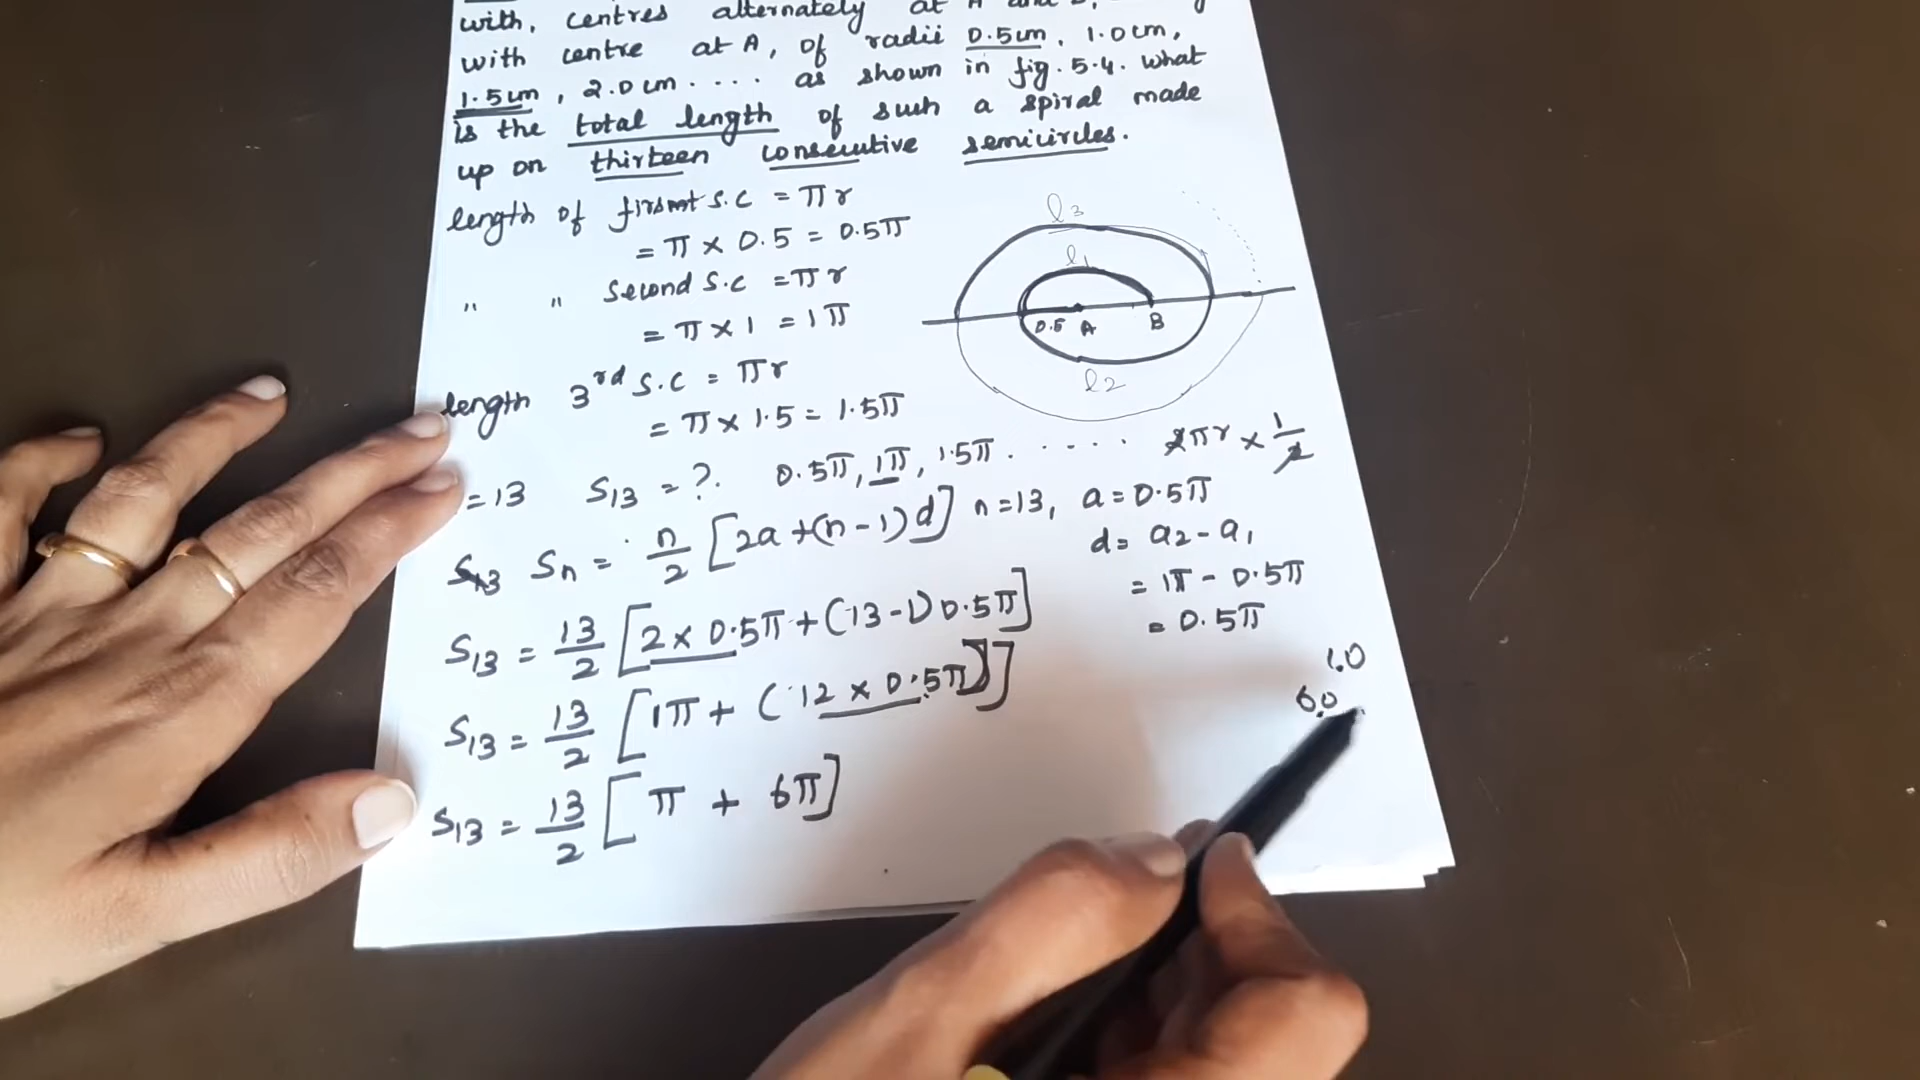 with, centres alternately at A and
with centre at A, of radii 0.5cm, 1.0cm,
1.5cm, 2.0cm.... as shown in fig. 5.4. what
is the total length of such a spiral made
up on thirteen consecutive semicircles.
length of first S.C = πr
= π × 0.5 = 0.5π
" " Second S.C = πr
= π × 1 = 1π
length 3rd S.C = πr
= π × 1.5 = 1.5π
l3
l1
0.5 A B
l2
= 13 S13 = ?. 0.5π, 1π, 1.5π. ..... 2πr × 1/2
S13 Sn = n/2 [2a + (n - 1) d] n = 13, a = 0.5π
d = a2 - a1
= 1π - 0.5π
= 0.5π
S13 = 13/2 [2 × 0.5π + (13 - 1) 0.5π]
S13 = 13/2 [1π + (12 × 0.5π)]
S13 = 13/2 [π + 6π]
1.0
6.0